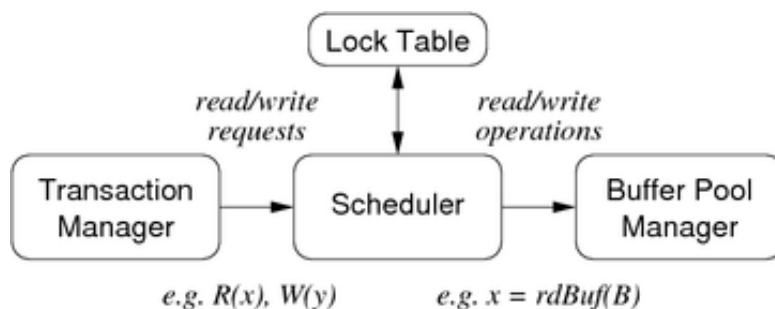 Lock Table
read/write
requests
read/write
operations
Transaction
Manager
Scheduler
Buffer Pool
Manager
e.g. R(x), W(y)
e.g. x = rdBuf(B)